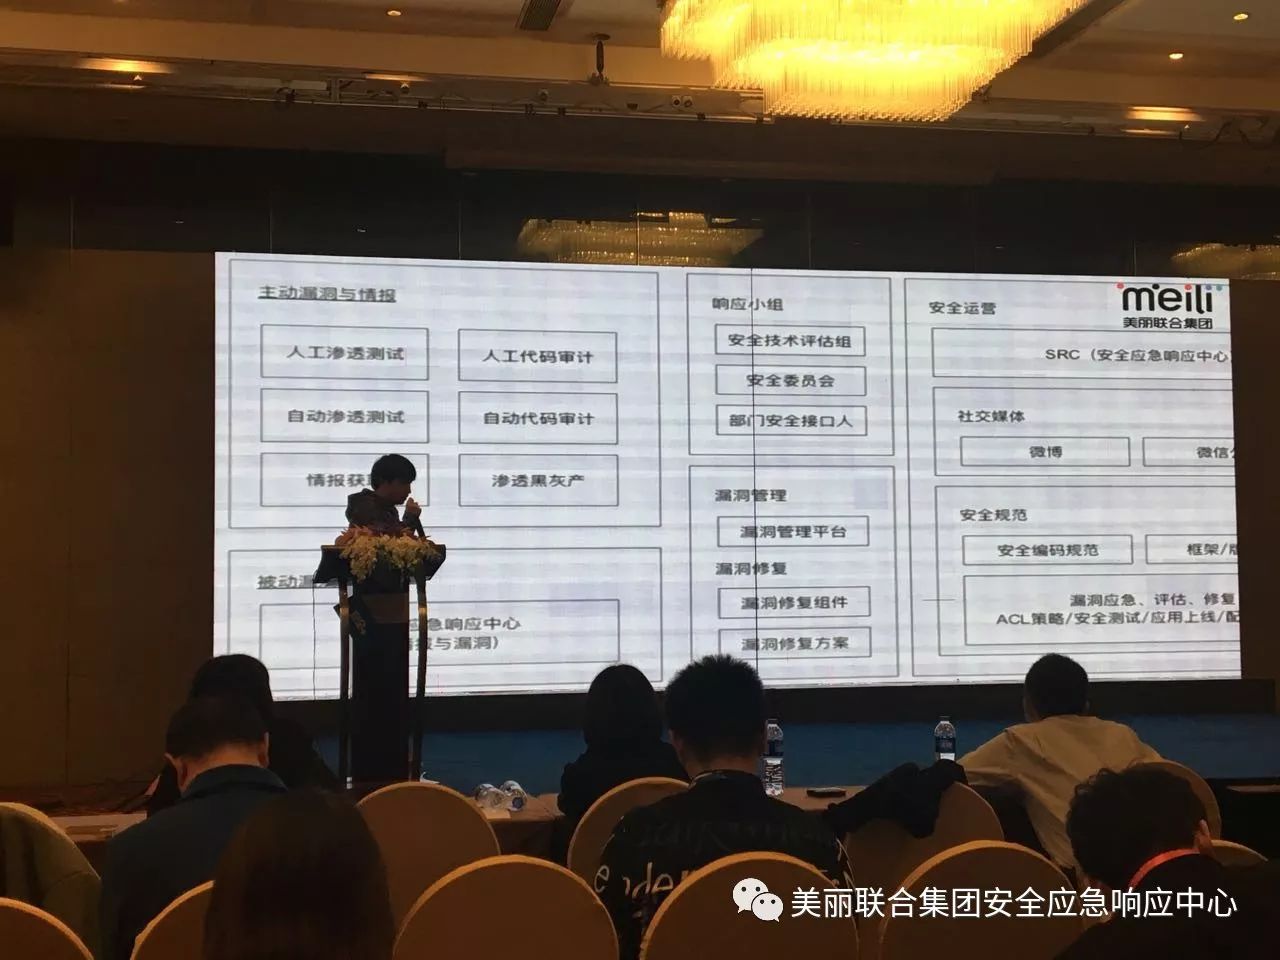 主动漏洞与情报
人工渗透测试
人工代码审计
自动渗透测试
自动代码审计
情报获
渗透黑灰产
被动
应急响应中心
与漏洞)
响应小组
安全技术评估组
安全委员会
部门安全接口人
漏洞管理
漏洞管理平台
漏洞修复
漏洞修复组件
漏洞修复方案
安全运营
meili
美丽联合集团
SRC（安全应急响应中心
社交媒体
微博
微信
安全规范
安全编码规范
框架/
漏洞应急、评估、修复
ACL策略/安全测试/应用上线/配
美丽联合集团安全应急响应中心